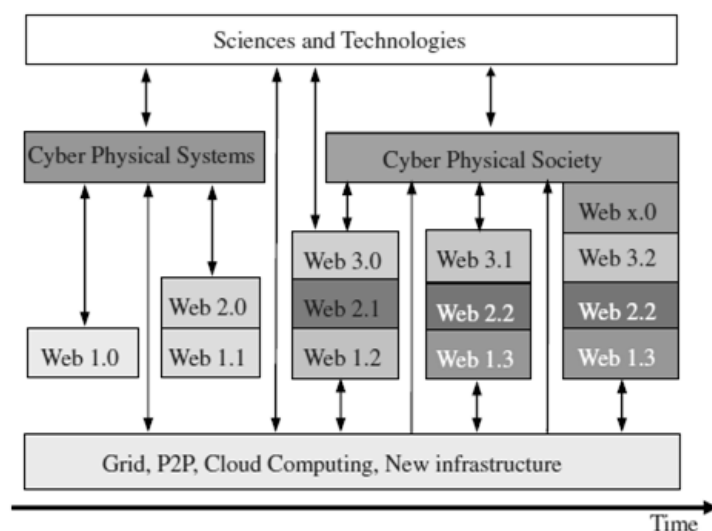 Sciences and Technologies
Cyber Physical Systems
Cyber Physical Society
Web x.0
Web 3.0
Web 3.1
Web 3.2
Web 2.0
Web 2.1
Web 2.2
Web 2.2
Web 1.0
Web 1.1
Web 1.2
Web 1.3
Web 1.3
Grid, P2P, Cloud Computing, New infrastructure
Time